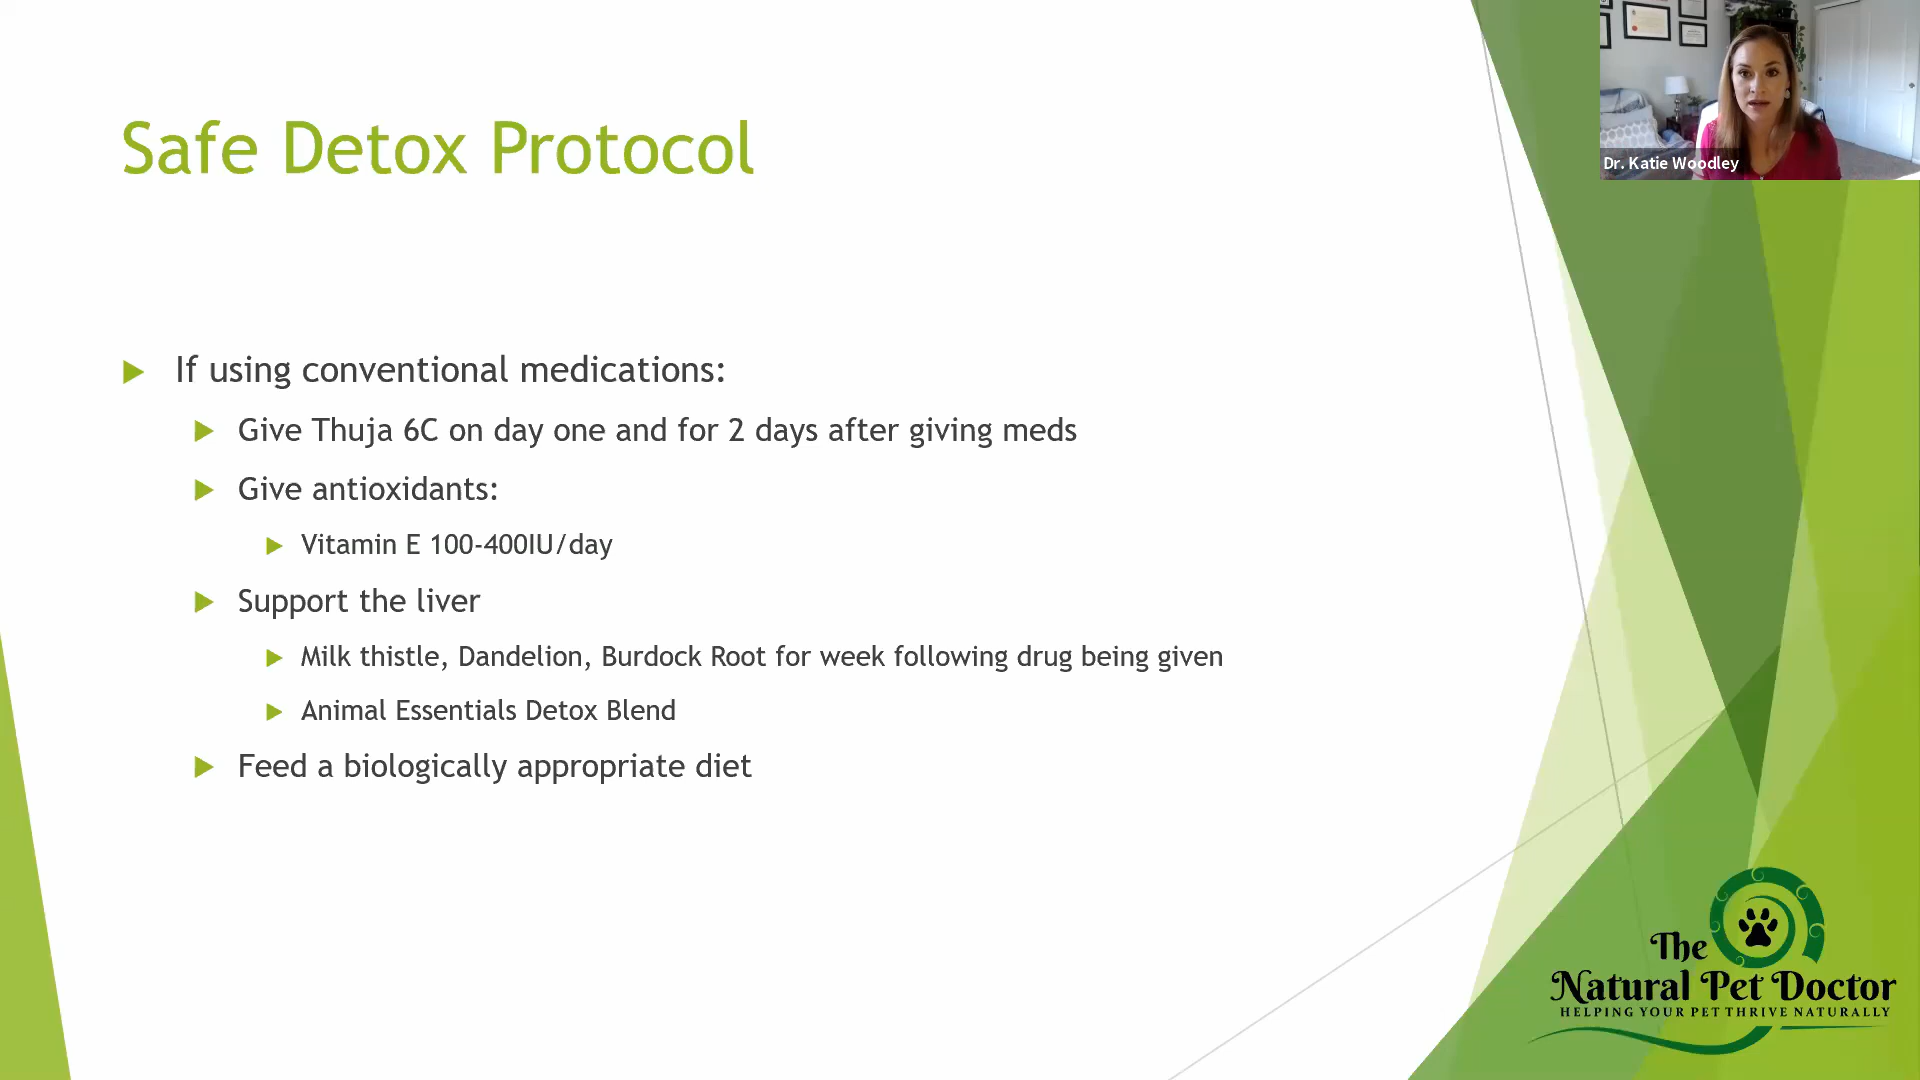 Safe Detox Protocol
If using conventional medications:
Give Thuja 6C on day one and for 2 days after giving meds
Give antioxidants:
Vitamin E 100-400IU/day
Support the liver
Milk thistle, Dandelion, Burdock Root for week following drug being given
Animal Essentials Detox Blend
Feed a biologically appropriate diet
Dr. Katie Woodley
The
Natural Pet Doctor
HELPING YOUR PET THRIVE NATURALLY